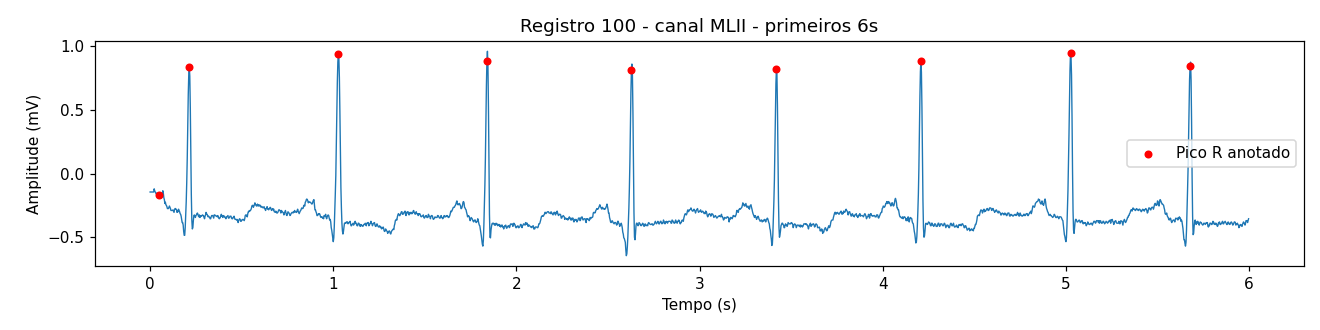 Registro 100 - canal MLII - primeiros 6s
1.0
0.5
0.0
−0.5
Amplitude (mV)
Pico R anotado
0 1 2 3 4 5 6
Tempo (s)